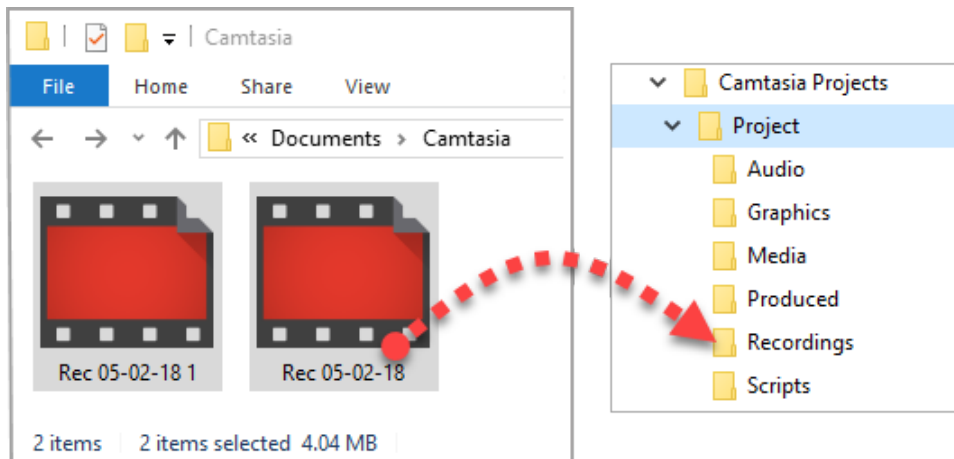 Camtasia
File Home Share View
« Documents › Camtasia
Rec 05-02-18 1 Rec 05-02-18
2 items 2 items selected 4.04 MB
Camtasia Projects
Project
Audio
Graphics
Media
Produced
Recordings
Scripts